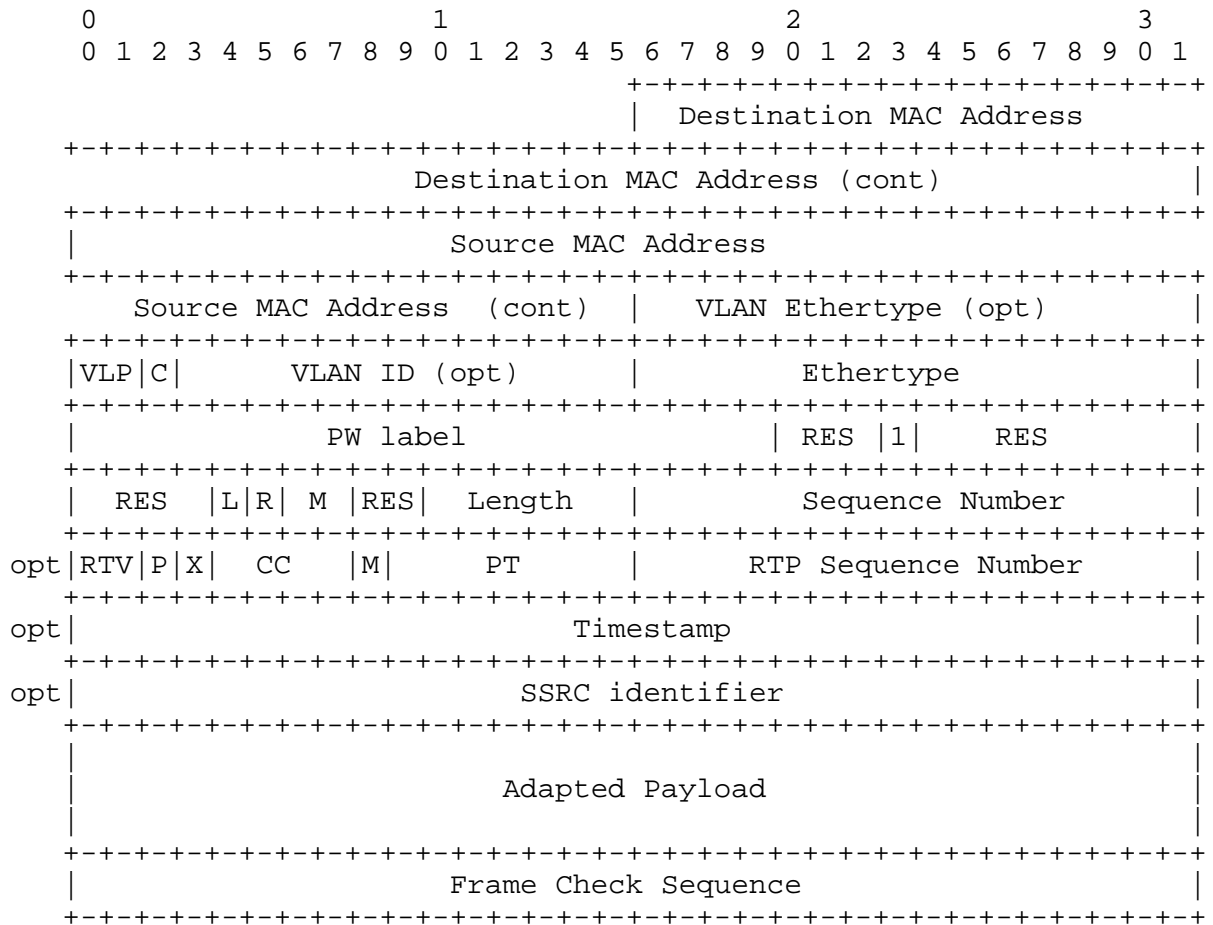 0                   1                   2                   3
    0 1 2 3 4 5 6 7 8 9 0 1 2 3 4 5 6 7 8 9 0 1 2 3 4 5 6 7 8 9 0 1
                                   +-+-+-+-+-+-+-+-+-+-+-+-+-+-+-+-+
                                   |  Destination MAC Address
   +-+-+-+-+-+-+-+-+-+-+-+-+-+-+-+-+-+-+-+-+-+-+-+-+-+-+-+-+-+-+-+-+
                       Destination MAC Address (cont)              |
   +-+-+-+-+-+-+-+-+-+-+-+-+-+-+-+-+-+-+-+-+-+-+-+-+-+-+-+-+-+-+-+-+
   |                     Source MAC Address
   +-+-+-+-+-+-+-+-+-+-+-+-+-+-+-+-+-+-+-+-+-+-+-+-+-+-+-+-+-+-+-+-+
       Source MAC Address  (cont) |   VLAN Ethertype (opt)        |
   +-+-+-+-+-+-+-+-+-+-+-+-+-+-+-+-+-+-+-+-+-+-+-+-+-+-+-+-+-+-+-+-+
   |VLP|C|      VLAN ID (opt)      |         Ethertype             |
   +-+-+-+-+-+-+-+-+-+-+-+-+-+-+-+-+-+-+-+-+-+-+-+-+-+-+-+-+-+-+-+-+
   |              PW label                 | RES |1|    RES        |
   +-+-+-+-+-+-+-+-+-+-+-+-+-+-+-+-+-+-+-+-+-+-+-+-+-+-+-+-+-+-+-+-+
   |  RES  |L|R| M |RES|  Length   |         Sequence Number       |
   +-+-+-+-+-+-+-+-+-+-+-+-+-+-+-+-+-+-+-+-+-+-+-+-+-+-+-+-+-+-+-+-+
opt|RTV|P|X|  CC   |M|     PT      |      RTP Sequence Number      |
   +-+-+-+-+-+-+-+-+-+-+-+-+-+-+-+-+-+-+-+-+-+-+-+-+-+-+-+-+-+-+-+-+
opt|                            Timestamp                          |
   +-+-+-+-+-+-+-+-+-+-+-+-+-+-+-+-+-+-+-+-+-+-+-+-+-+-+-+-+-+-+-+-+
opt|                         SSRC identifier                       |
   +-+-+-+-+-+-+-+-+-+-+-+-+-+-+-+-+-+-+-+-+-+-+-+-+-+-+-+-+-+-+-+-+
   |                                                               |
   |                        Adapted Payload                        |
   |                                                               |
   +-+-+-+-+-+-+-+-+-+-+-+-+-+-+-+-+-+-+-+-+-+-+-+-+-+-+-+-+-+-+-+-+
   |                     Frame Check Sequence                      |
   +-+-+-+-+-+-+-+-+-+-+-+-+-+-+-+-+-+-+-+-+-+-+-+-+-+-+-+-+-+-+-+-+